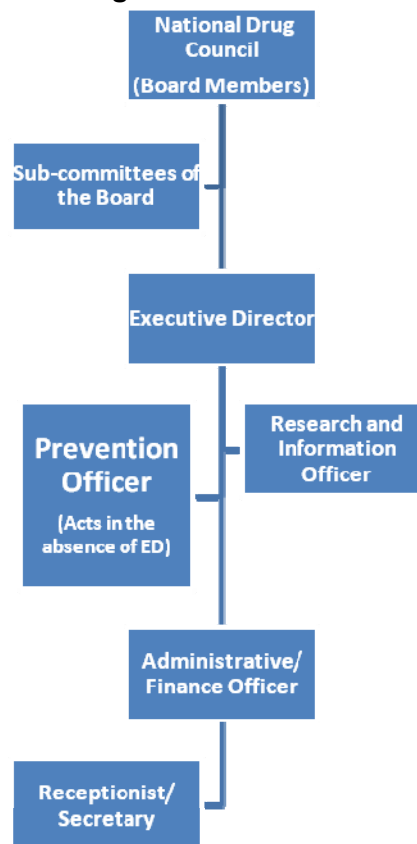 National Drug
Council
(Board Members)
Sub-committees of
the Board
Executive Director
Prevention
Officer
(Acts in the
absence of ED)
Research and
Information
Officer
Administrative/
Finance Officer
Receptionist/
Secretary